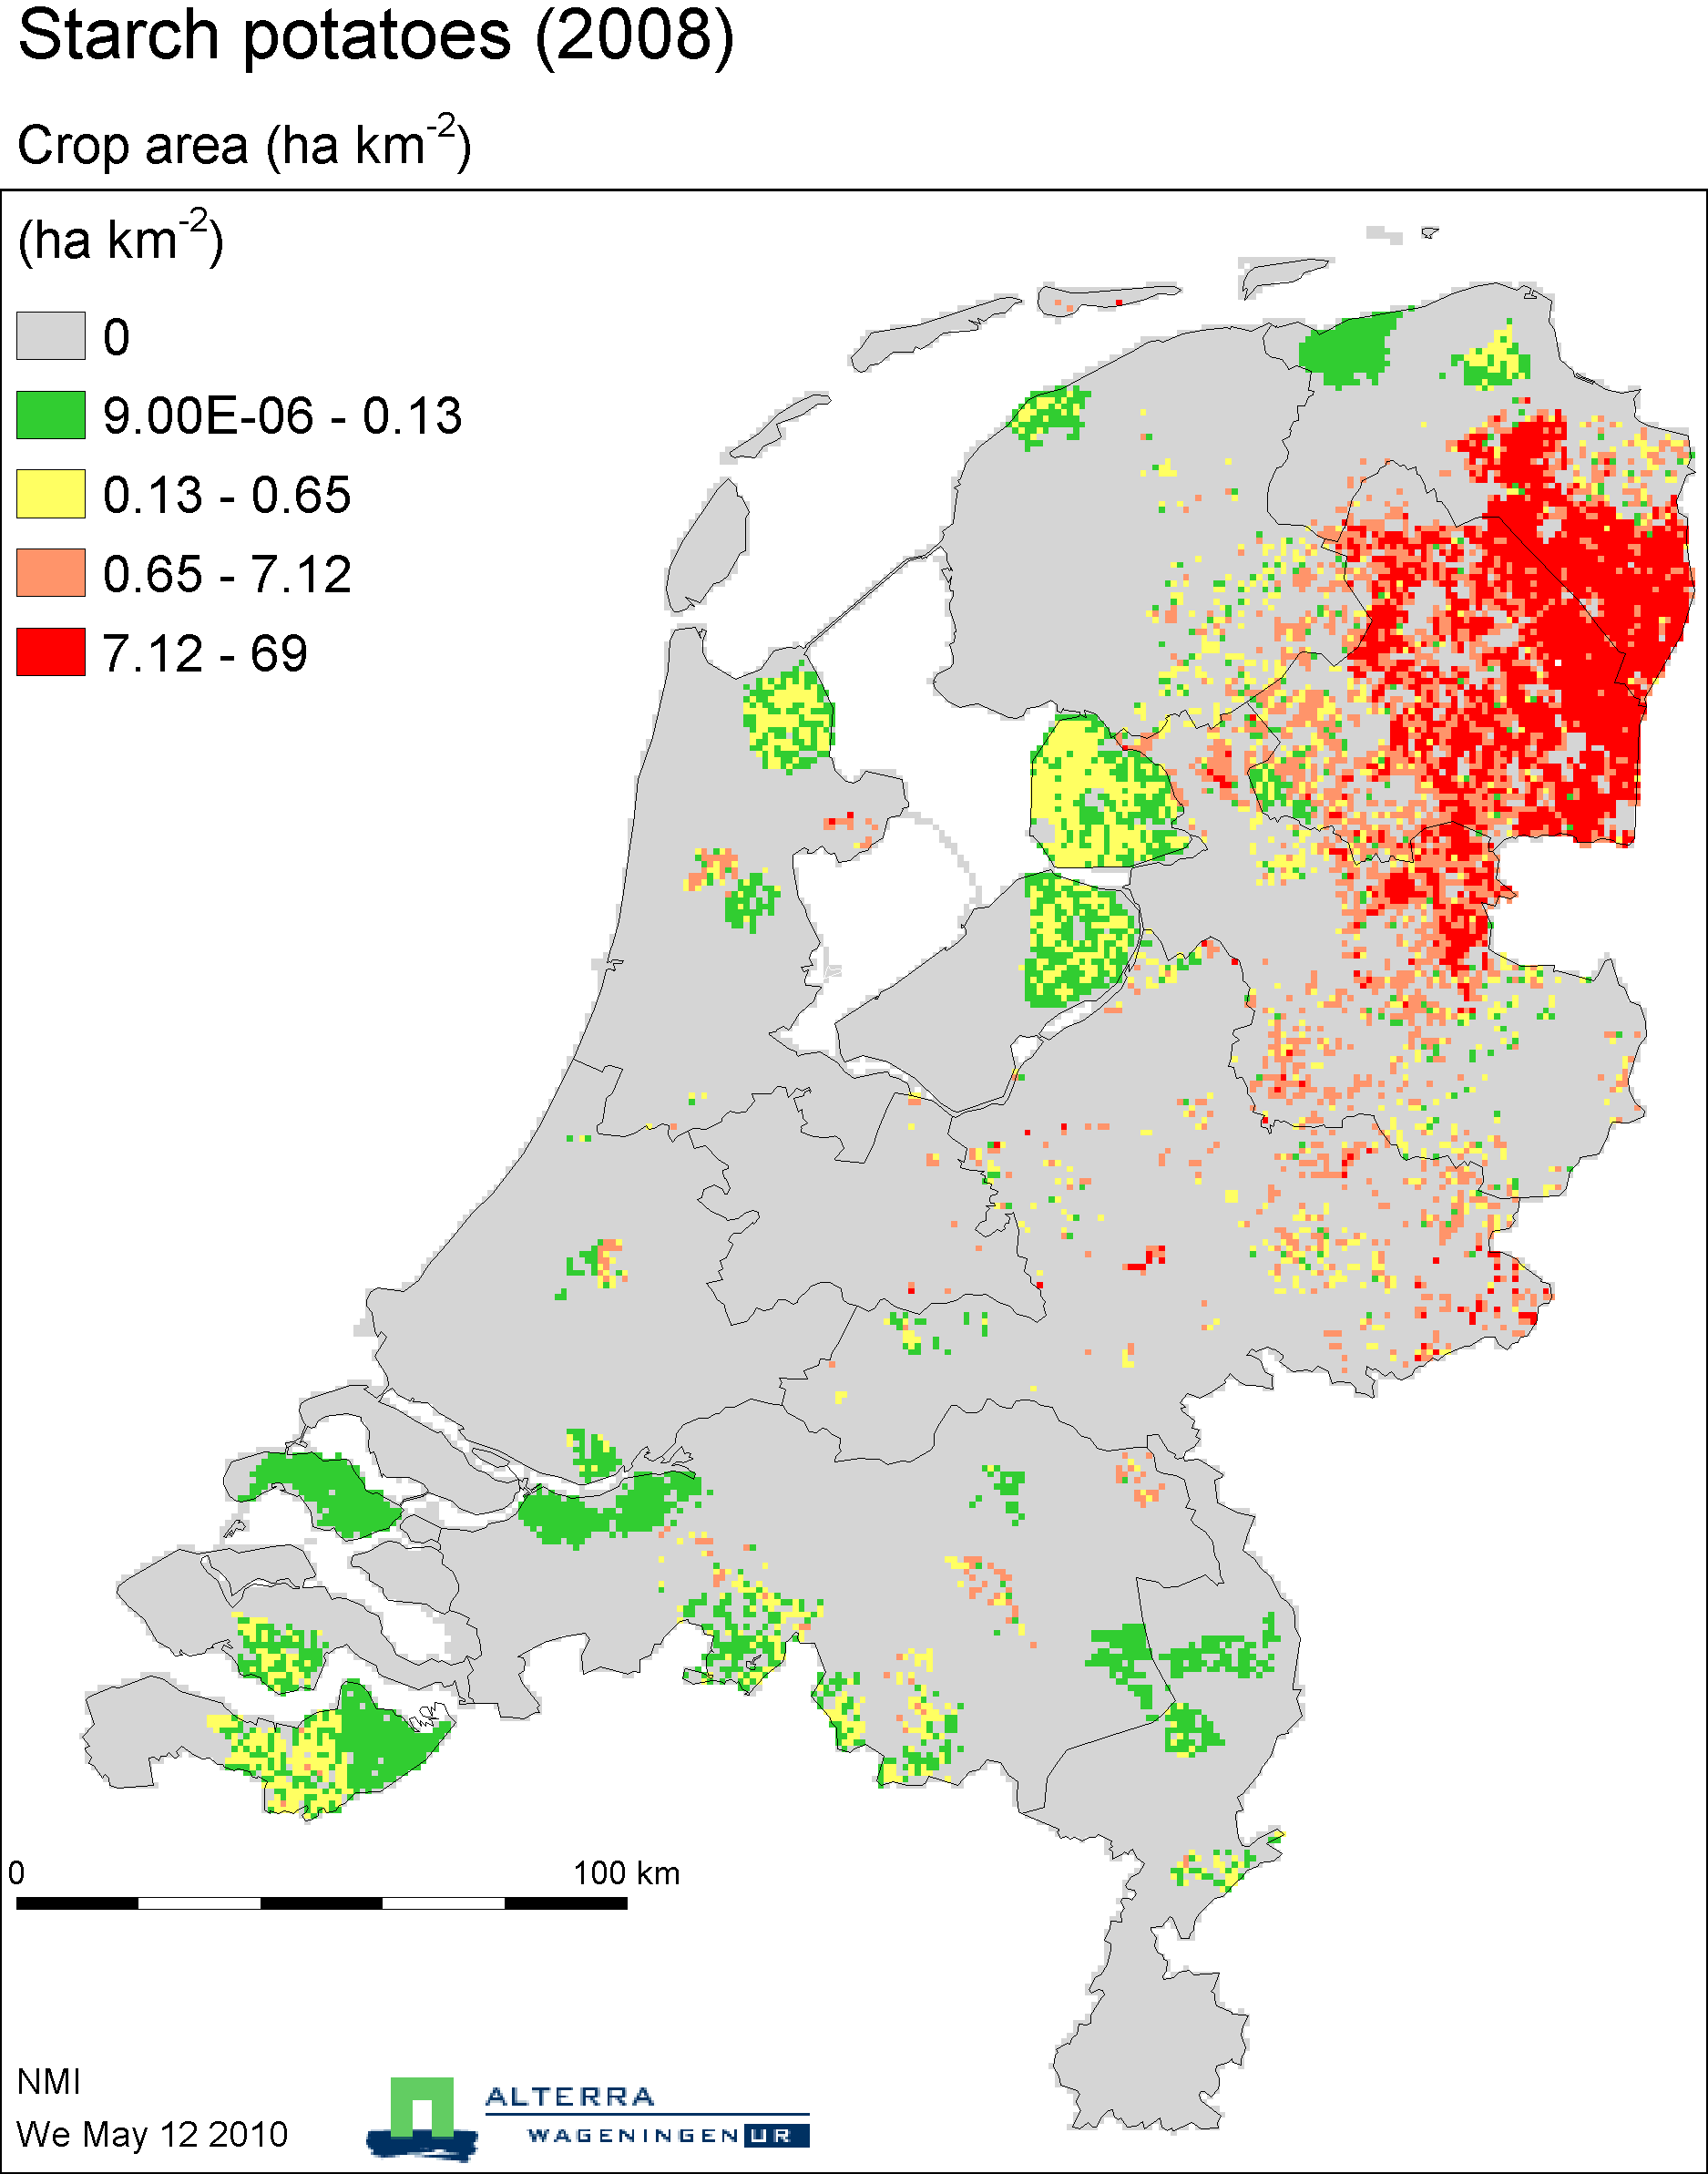 Starch potatoes (2008)
Crop area (ha km-2)
(ha km-2)
0
9.00E-06 - 0.13
0.13 - 0.65
0.65 - 7.12
7.12 - 69
0 100 km
NMI
We May 12 2010
ALTERRA
WAGENINGEN UR